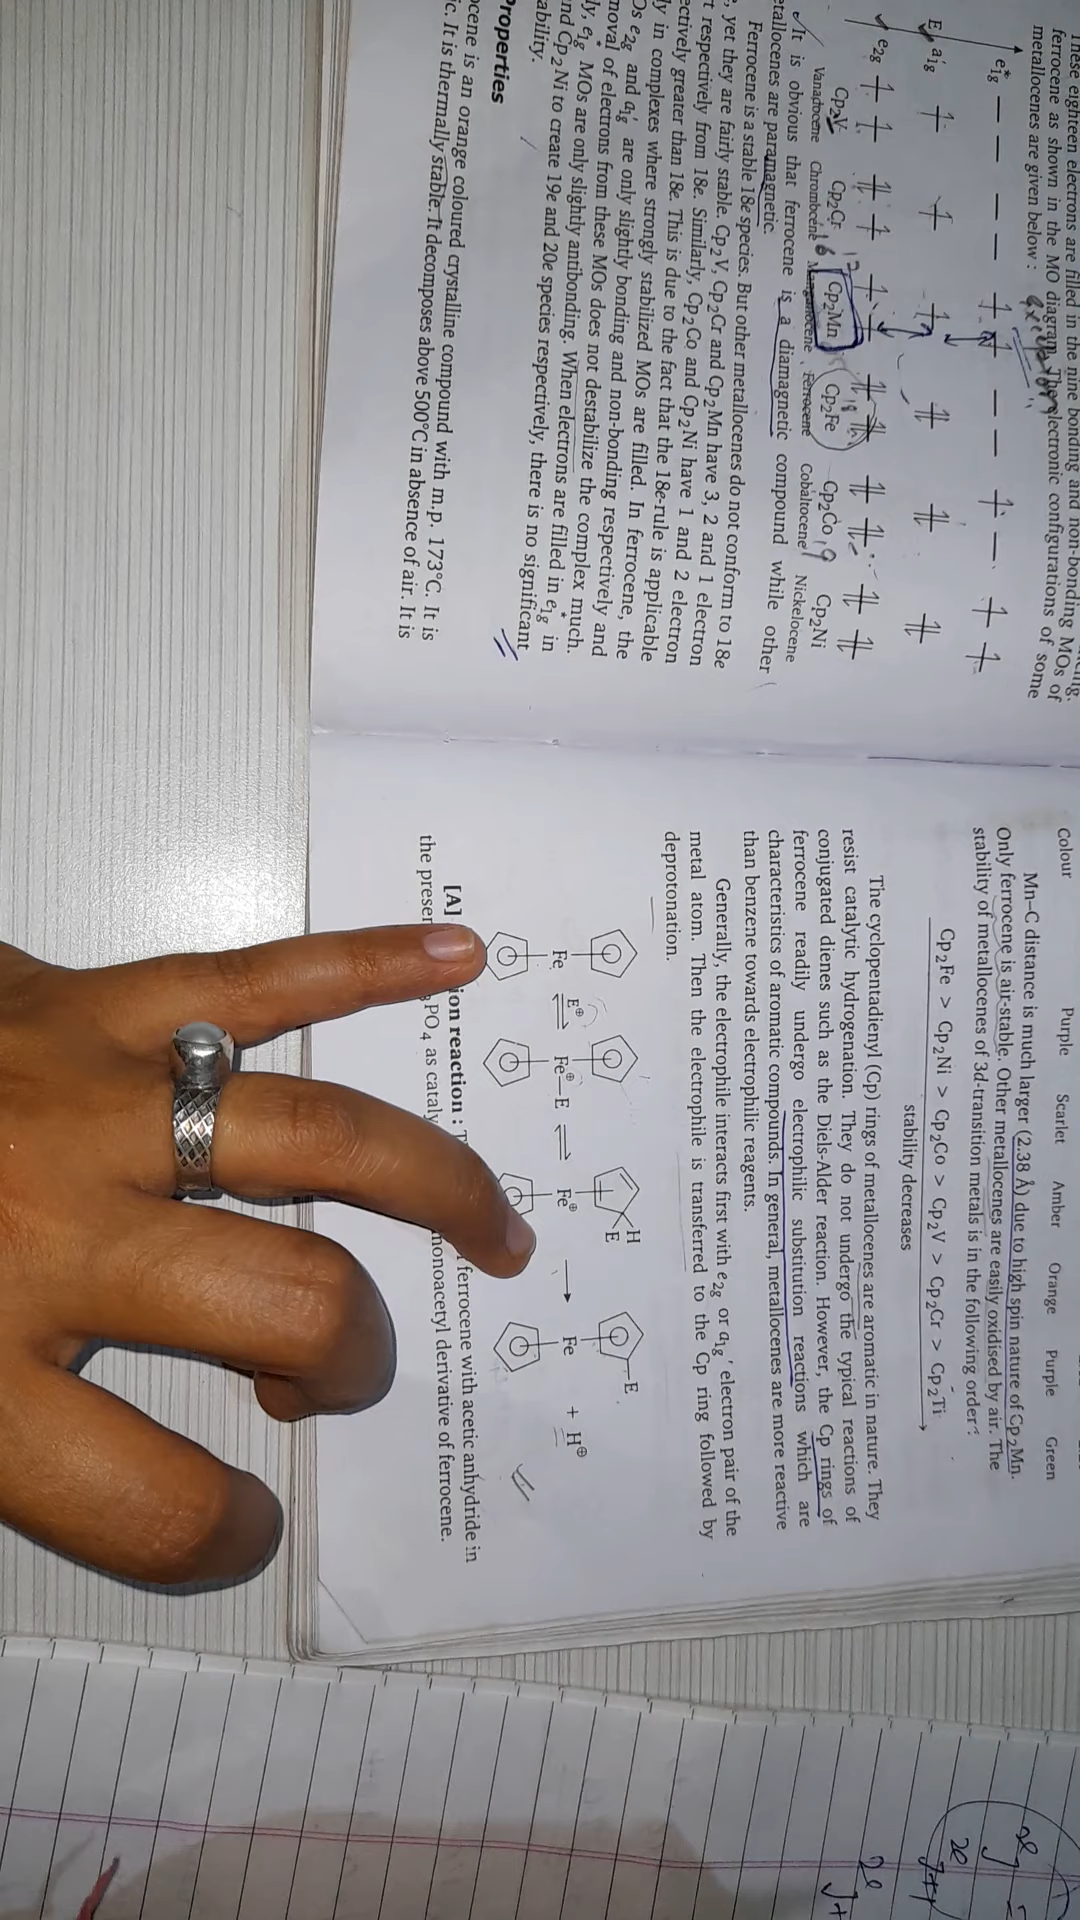 These eighteen electrons are filled in the nine bonding and non-bonding MOs of
ferrocene as shown in the MO diagram. The electronic configurations of some
metallocenes are given below :
e*1g
E a'1g
e2g
Cp2V Cp2Cr Cp2Mn Cp2Fe Cp2Co Cp2Ni
16 17 18 19
Vanadocene Chrombcene Manganocene Ferrocene Cobaltocene Nickelocene
It is obvious that ferrocene is a diamagnetic compound while other
etallocenes are paramagnetic.
Ferrocene is a stable 18e species. But other metallocenes do not conform to 18e
, yet they are fairly stable. Cp2V, Cp2Cr and Cp2Mn have 3, 2 and 1 electron
t respectively from 18e. Similarly, Cp2Co and Cp2Ni have 1 and 2 electron
ectively greater than 18e. This is due to the fact that the 18e-rule is applicable
ly in complexes where strongly stabilized MOs are filled. In ferrocene, the
Os e2g and a'1g are only slightly bonding and non-bonding respectively and
moval of electrons from these MOs does not destabilize the complex much.
ly, e*1g MOs are only slightly antibonding. When electrons are filled in e*1g in
nd Cp2Ni to create 19e and 20e species respectively, there is no significant
ability.
Properties
ocene is an orange coloured crystalline compound with m.p. 173°C. It is
ic. It is thermally stable. It decomposes above 500°C in absence of air. It is
Colour Purple Scarlet Amber Orange Purple Green
Mn–C distance is much larger (2.38 Å) due to high spin nature of Cp2Mn.
Only ferrocene is air-stable. Other metallocenes are easily oxidised by air. The
stability of metallocenes of 3d-transition metals is in the following order :
Cp2Fe > Cp2Ni > Cp2Co > Cp2V > Cp2Cr > Cp2Ti
stability decreases
The cyclopentadienyl (Cp) rings of metallocenes are aromatic in nature. They
resist catalytic hydrogenation. They do not undergo the typical reactions of
conjugated dienes such as the Diels-Alder reaction. However, the Cp rings of
ferrocene readily undergo electrophilic substitution reactions which are
characteristics of aromatic compounds. In general, metallocenes are more reactive
than benzene towards electrophilic reagents.
Generally, the electrophile interacts first with e2g or a1g' electron pair of the
metal atom. Then the electrophile is transferred to the Cp ring followed by
deprotonation.
H
E E
Fe E⊕ ⇌ Fe⊕—E ⇌ Fe⊕ → Fe + H⊕
[A] ion reaction : ferrocene with acetic anhydride in
the presen 3PO4 as cataly monoacetyl derivative of ferrocene.
2e